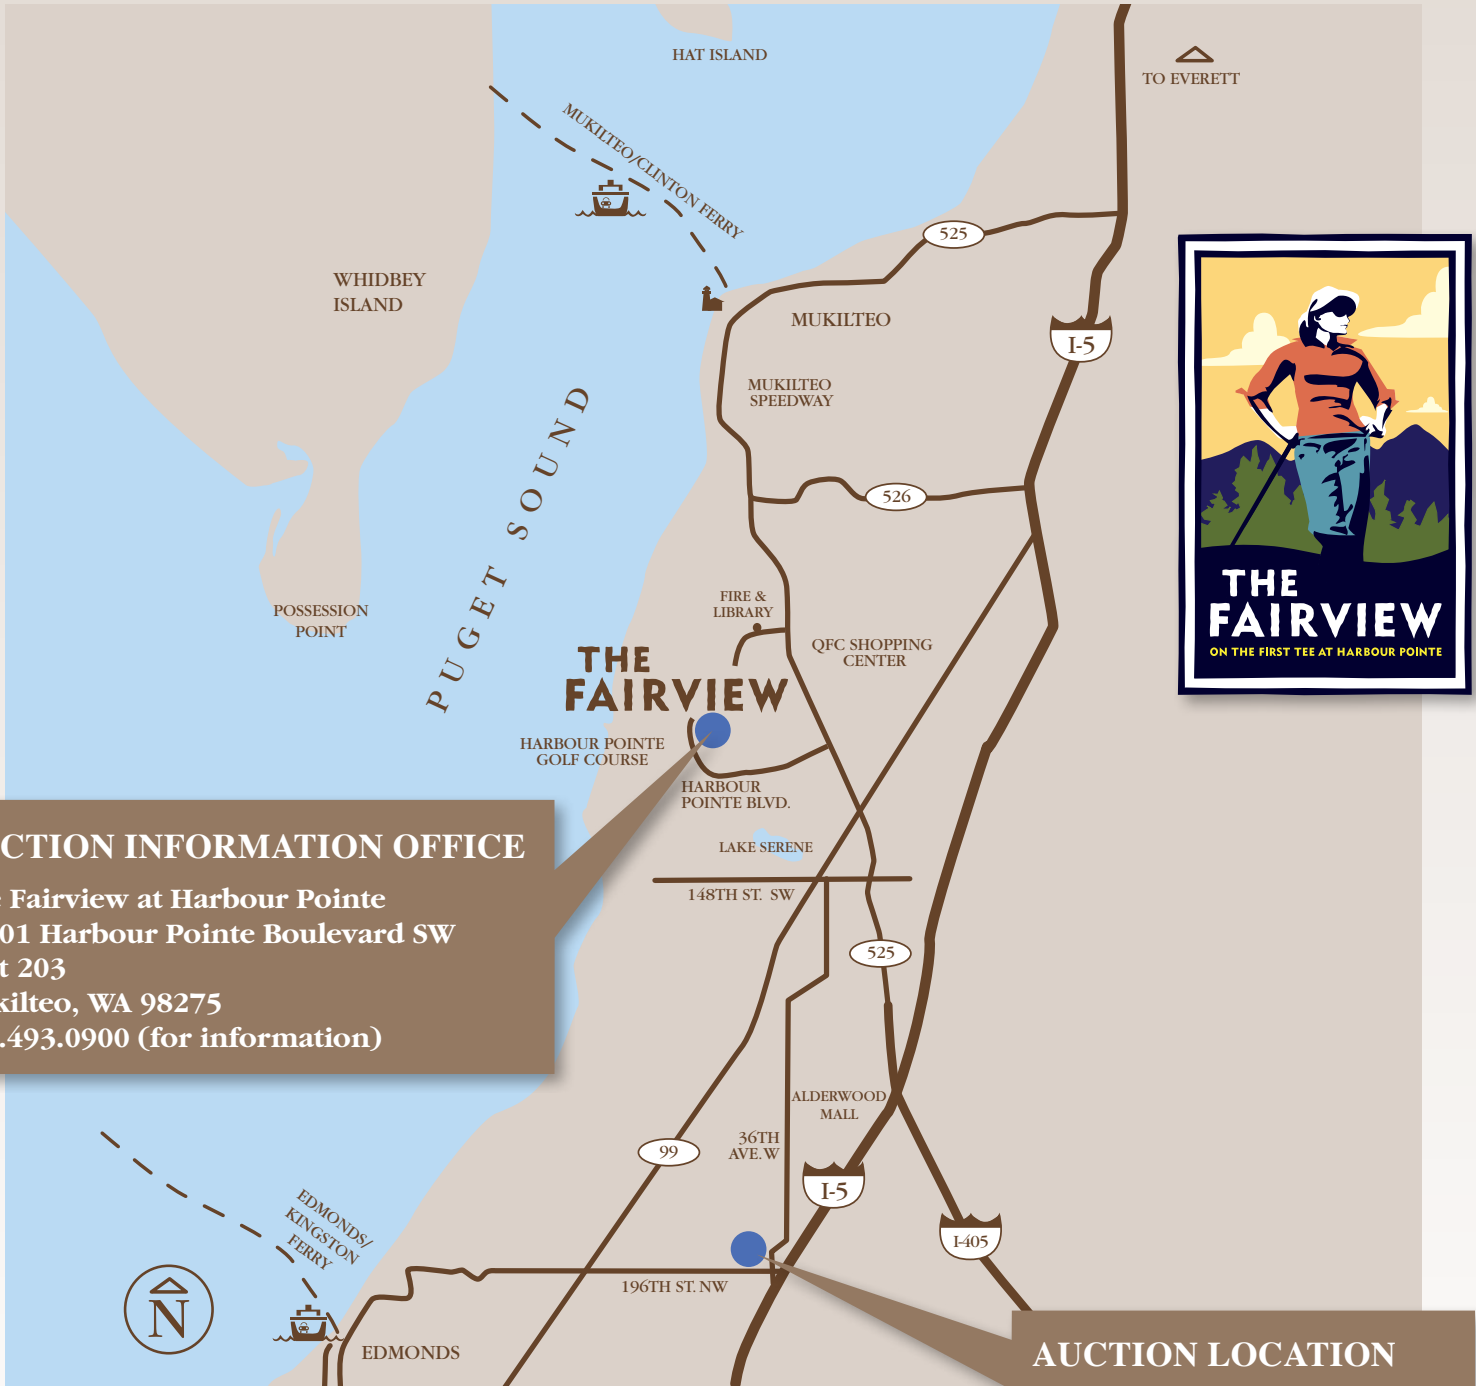 HAT ISLAND
TO EVERETT
MUKILTEO/CLINTON FERRY
525
WHIDBEY
ISLAND
MUKILTEO
I-5
MUKILTEO
SPEEDWAY
PUGET SOUND
526
THE
FAIRVIEW
ON THE FIRST TEE AT HARBOUR POINTE
FIRE &
LIBRARY
POSSESSION
POINT
QFC SHOPPING
CENTER
THE
FAIRVIEW
HARBOUR POINTE
GOLF COURSE
HARBOUR
POINTE BLVD.
LAKE SERENE
CTION INFORMATION OFFICE
Fairview at Harbour Pointe
01 Harbour Pointe Boulevard SW
t 203
kilteo, WA 98275
.493.0900 (for information)
148TH ST. SW
525
ALDERWOOD
MALL
36TH
AVE. W
99
I-5
I-405
EDMONDS/
KINGSTON
FERRY
196TH ST. NW
N
EDMONDS
AUCTION LOCATION